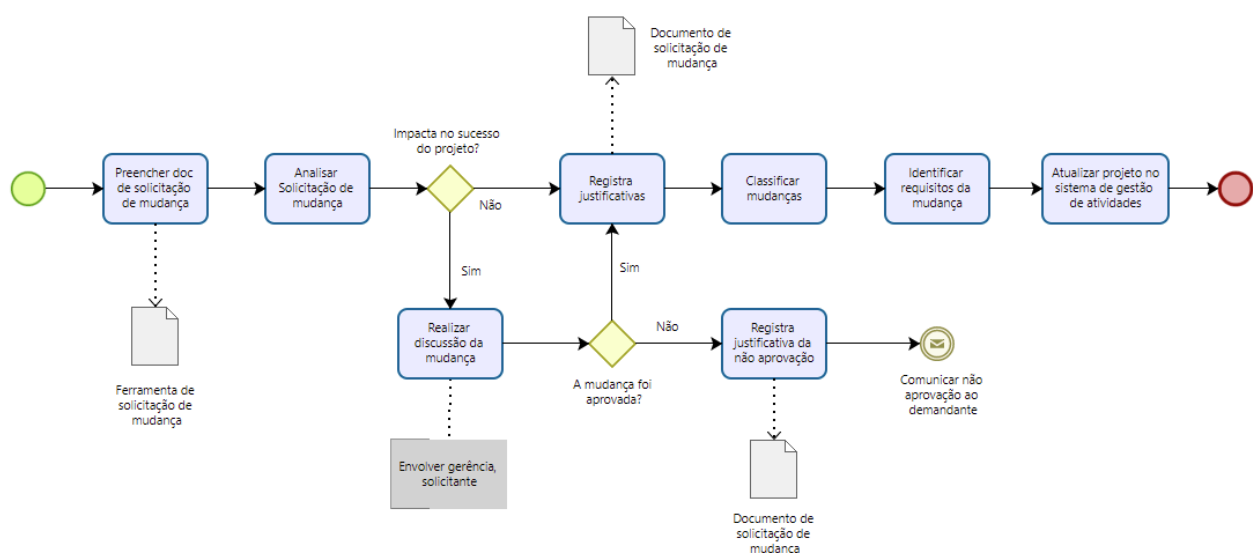 Documento de
solicitação de
mudança
Impacta no sucesso
do projeto?
Preencher doc
de solicitação
de mudança
Analisar
Solicitação de
mudança
Não
Registra
justificativas
Classificar
mudanças
Identificar
requisitos da
mudança
Atualizar projeto no
sistema de gestão
de atividades
Sim
Sim
Realizar
discussão da
mudança
Não
Registra
justificativa da
não aprovação
Ferramenta de
solicitação de
mudança
A mudança foi
aprovada?
Comunicar não
aprovação ao
demandante
Envolver gerência,
solicitante
Documento de
solicitação de
mudança